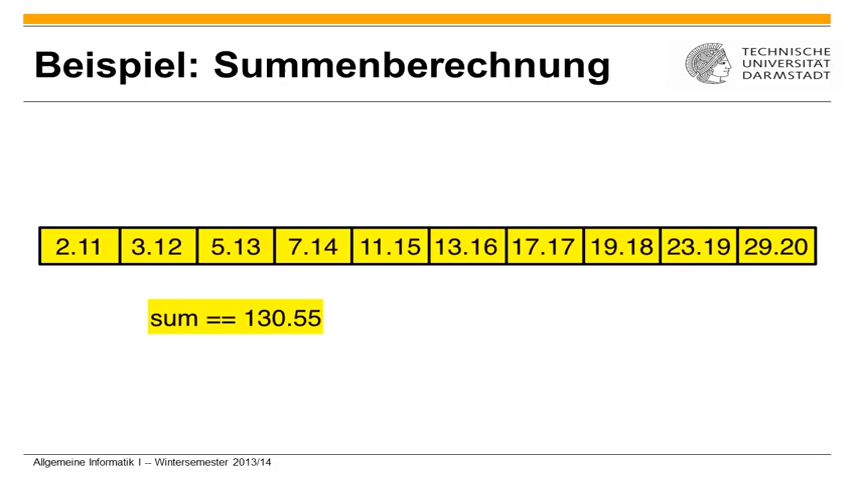 Beispiel: Summenberechnung
TECHNISCHE
UNIVERSITÄT
DARMSTADT
2.11 3.12 5.13 7.14 11.15 13.16 17.17 19.18 23.19 29.20
sum == 130.55
Allgemeine Informatik I -- Wintersemester 2013/14